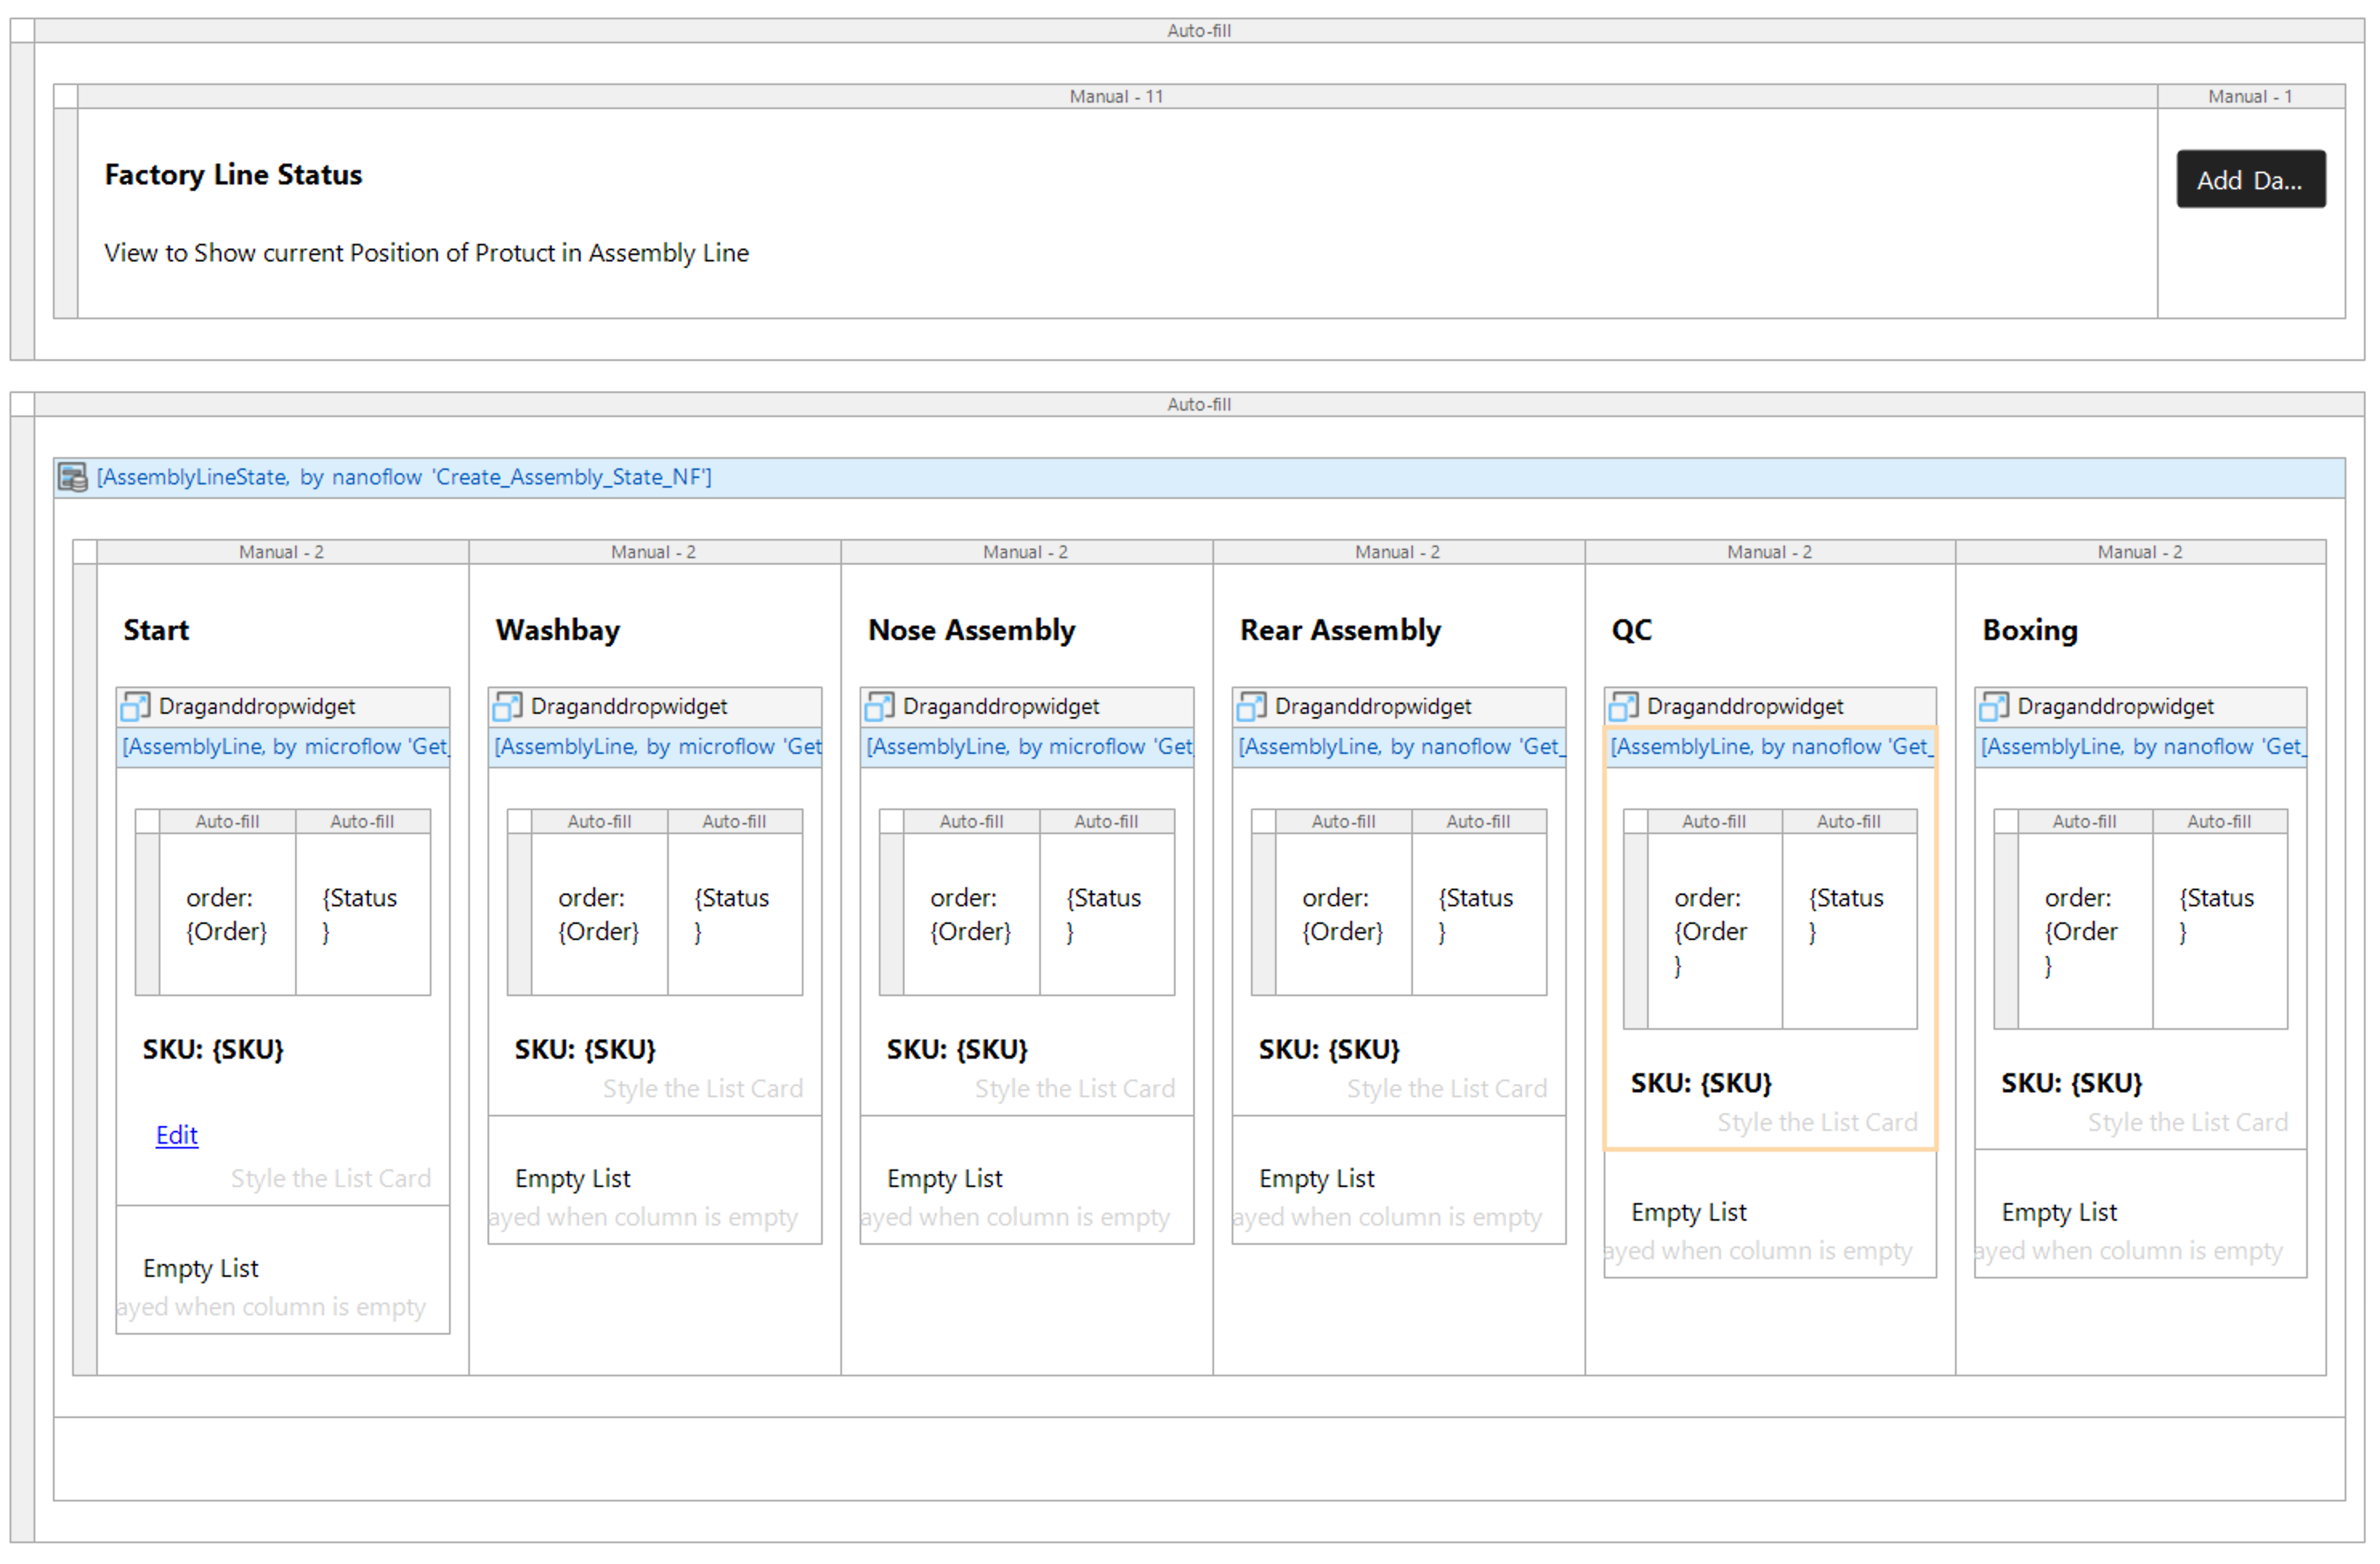 Auto-fill
Manual - 11
Manual - 1
Factory Line Status
Add Da...
View to Show current Position of Protuct in Assembly Line
Auto-fill
[AssemblyLineState, by nanoflow 'Create_Assembly_State_NF']
Manual - 2
Manual - 2
Manual - 2
Manual - 2
Manual - 2
Manual - 2
Start
Draganddropwidget
[AssemblyLine, by microflow 'Get_
Auto-fill
Auto-fill
order:
{Order}
{Status
}
SKU: {SKU}
Edit
Style the List Card
Empty List
ayed when column is empty
Washbay
Draganddropwidget
[AssemblyLine, by microflow 'Get
Auto-fill
Auto-fill
order:
{Order}
{Status
}
SKU: {SKU}
Style the List Card
Empty List
ayed when column is empty
Nose Assembly
Draganddropwidget
[AssemblyLine, by microflow 'Get
Auto-fill
Auto-fill
order:
{Order}
{Status
}
SKU: {SKU}
Style the List Card
Empty List
ayed when column is empty
Rear Assembly
Draganddropwidget
[AssemblyLine, by nanoflow 'Get_
Auto-fill
Auto-fill
order:
{Order}
{Status
}
SKU: {SKU}
Style the List Card
Empty List
ayed when column is empty
QC
Draganddropwidget
[AssemblyLine, by nanoflow 'Get_
Auto-fill
Auto-fill
order:
{Order
}
{Status
}
SKU: {SKU}
Style the List Card
Empty List
ayed when column is empty
Boxing
Draganddropwidget
[AssemblyLine, by nanoflow 'Get_
Auto-fill
Auto-fill
order:
{Order
}
{Status
}
SKU: {SKU}
Style the List Card
Empty List
ayed when column is empty